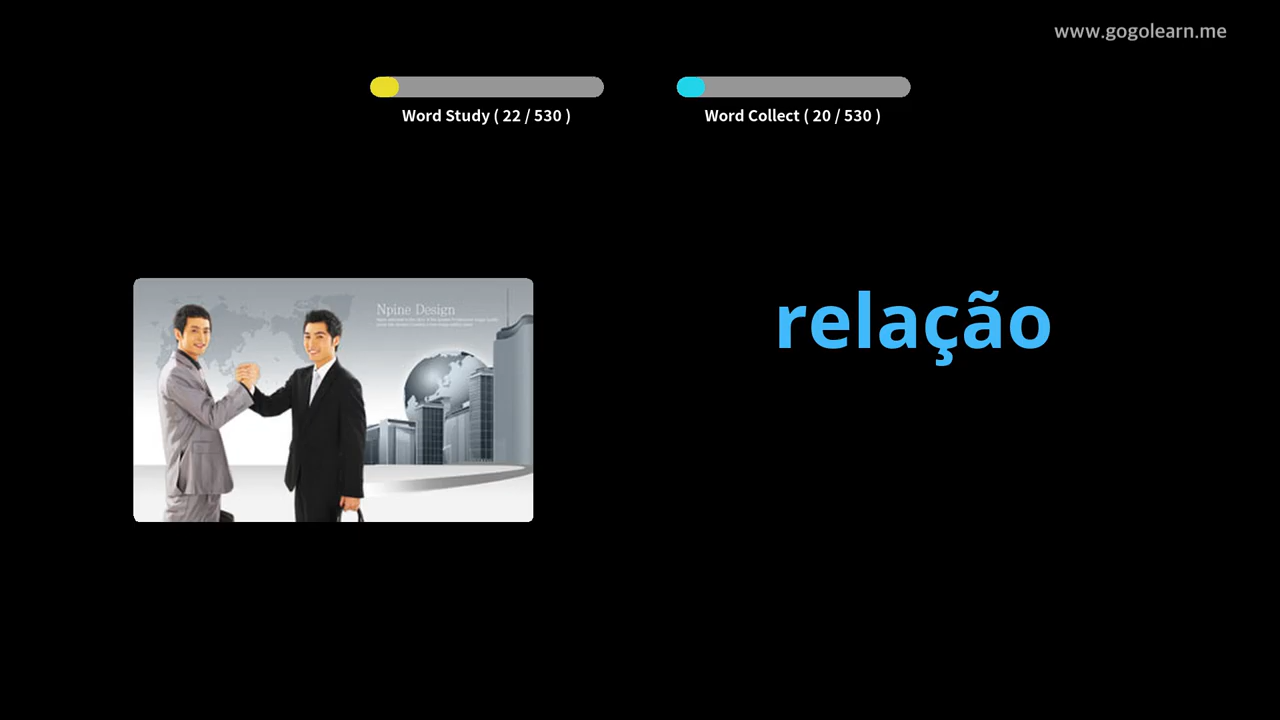 www.gogolearn.me
Word Study ( 22 / 530 )
Word Collect ( 20 / 530 )
Npine Design
relação